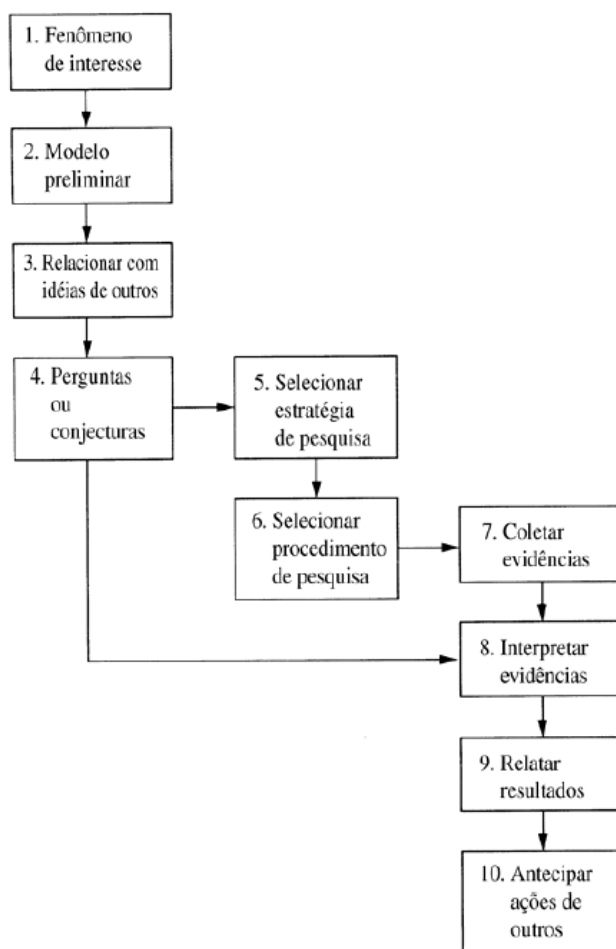 1. Fenômeno
de interesse
2. Modelo
preliminar
3. Relacionar com
idéias de outros
4. Perguntas
ou
conjecturas
5. Selecionar
estratégia
de pesquisa
6. Selecionar
procedimento
de pesquisa
7. Coletar
evidências
8. Interpretar
evidências
9. Relatar
resultados
10. Antecipar
ações de
outros